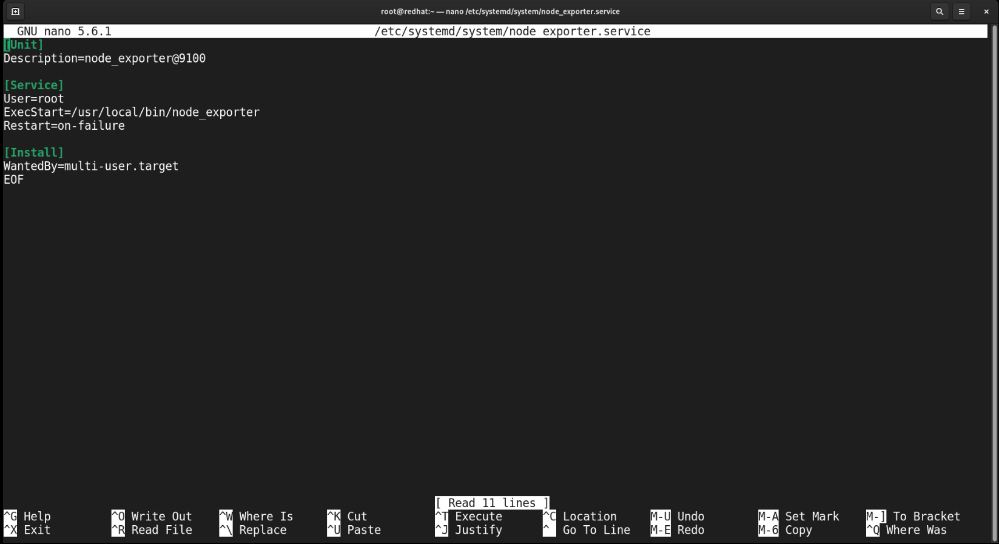 root@redhat:~ — nano /etc/systemd/system/node_exporter.service
GNU nano 5.6.1 /etc/systemd/system/node exporter.service
[Unit]
Description=node_exporter@9100

[Service]
User=root
ExecStart=/usr/local/bin/node_exporter
Restart=on-failure

[Install]
WantedBy=multi-user.target
EOF

[ Read 11 lines ]
^G Help ^O Write Out ^W Where Is ^K Cut ^T Execute ^C Location M-U Undo M-A Set Mark M-] To Bracket
^X Exit ^R Read File ^\ Replace ^U Paste ^J Justify ^ Go To Line M-E Redo M-6 Copy ^Q Where Was